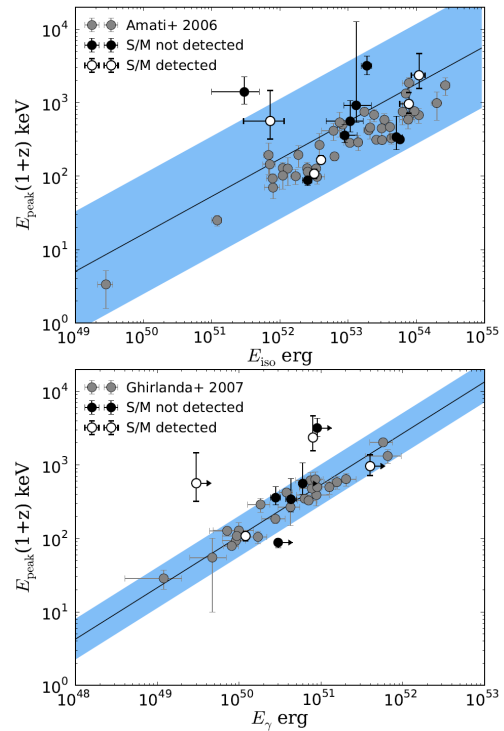 Amati+ 2006
S/M not detected
S/M detected
10^4
10^3
10^2
10^1
10^0
E_peak(1+z) keV
10^49 10^50 10^51 10^52 10^53 10^54 10^55
E_iso erg
Ghirlanda+ 2007
S/M not detected
S/M detected
10^4
10^3
10^2
10^1
10^0
E_peak(1+z) keV
10^48 10^49 10^50 10^51 10^52 10^53
E_γ erg